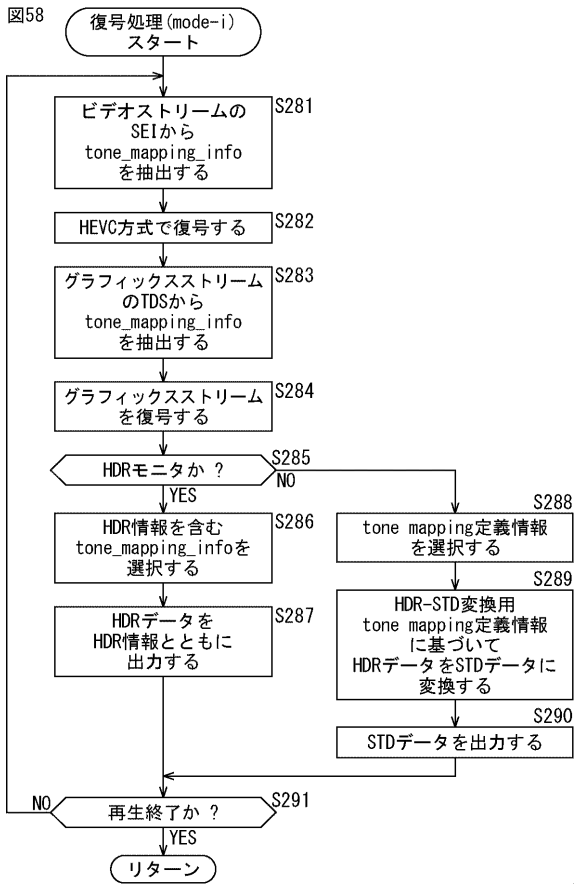 図58
復号処理(mode-i)
スタート
S281
ビデオストリームの
SEIから
tone_mapping_info
を抽出する
S282
HEVC方式で復号する
S283
グラフィックスストリーム
のTDSから
tone_mapping_info
を抽出する
S284
グラフィックスストリーム
を復号する
S285
HDRモニタか ?
NO
YES
S286
HDR情報を含む
tone_mapping_infoを
選択する
S287
HDRデータを
HDR情報とともに
出力する
S288
tone mapping定義情報
を選択する
S289
HDR-STD変換用
tone mapping定義情報
に基づいて
HDRデータをSTDデータに
変換する
S290
STDデータを出力する
S291
再生終了か ?
NO
YES
リターン